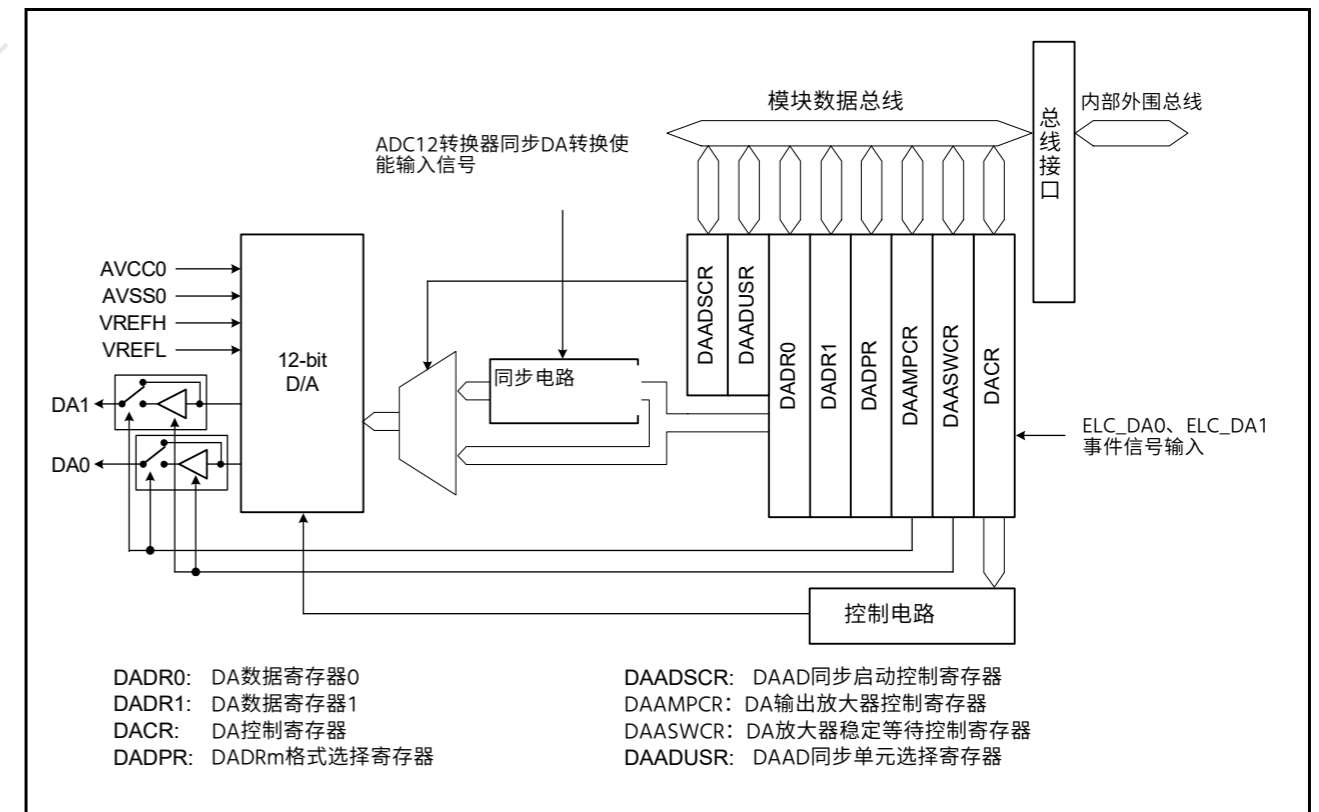 模块数据总线
总线接口
内部外围总线
ADC12转换器同步DA转换使
能输入信号
AVCC0
AVSS0
VREFH
VREFL
12-bit
D/A
DA1
DA0
同步电路
DAADSCR
DAADUSR
DADR0
DADR1
DADPR
DAAMPCR
DAASWCR
DACR
ELC_DA0、ELC_DA1
事件信号输入
控制电路
DADR0: DA数据寄存器0
DADR1: DA数据寄存器1
DACR: DA控制寄存器
DADPR: DADRm格式选择寄存器
DAADSCR: DAAD同步启动控制寄存器
DAAMPCR：DA输出放大器控制寄存器
DAASWCR：DA放大器稳定等待控制寄存器
DAADUSR: DAAD同步单元选择寄存器